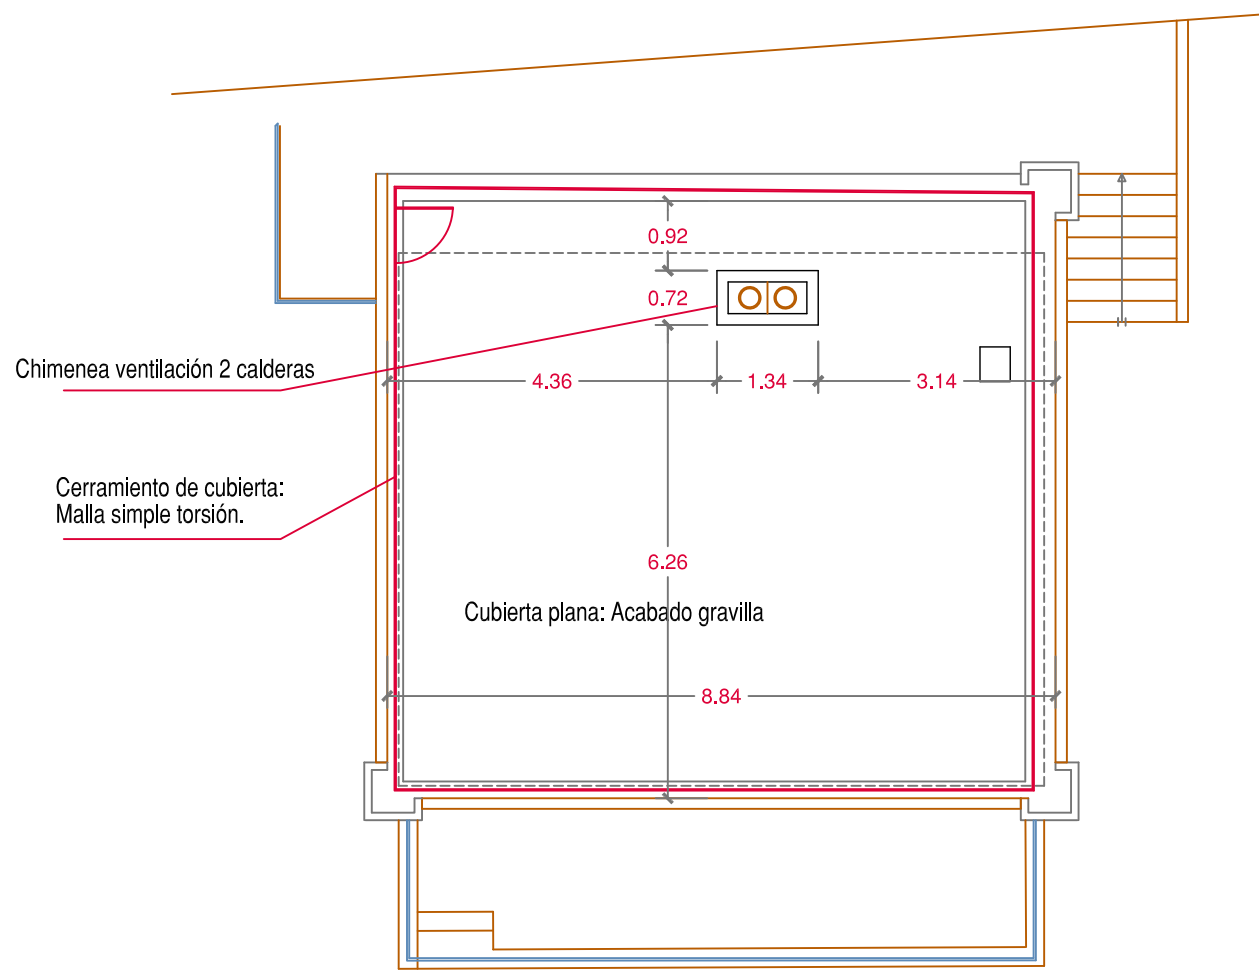 0.92
0.72
Chimenea ventilación 2 calderas
4.36
1.34
3.14
Cerramiento de cubierta:
Malla simple torsión.
6.26
Cubierta plana: Acabado gravilla
8.84